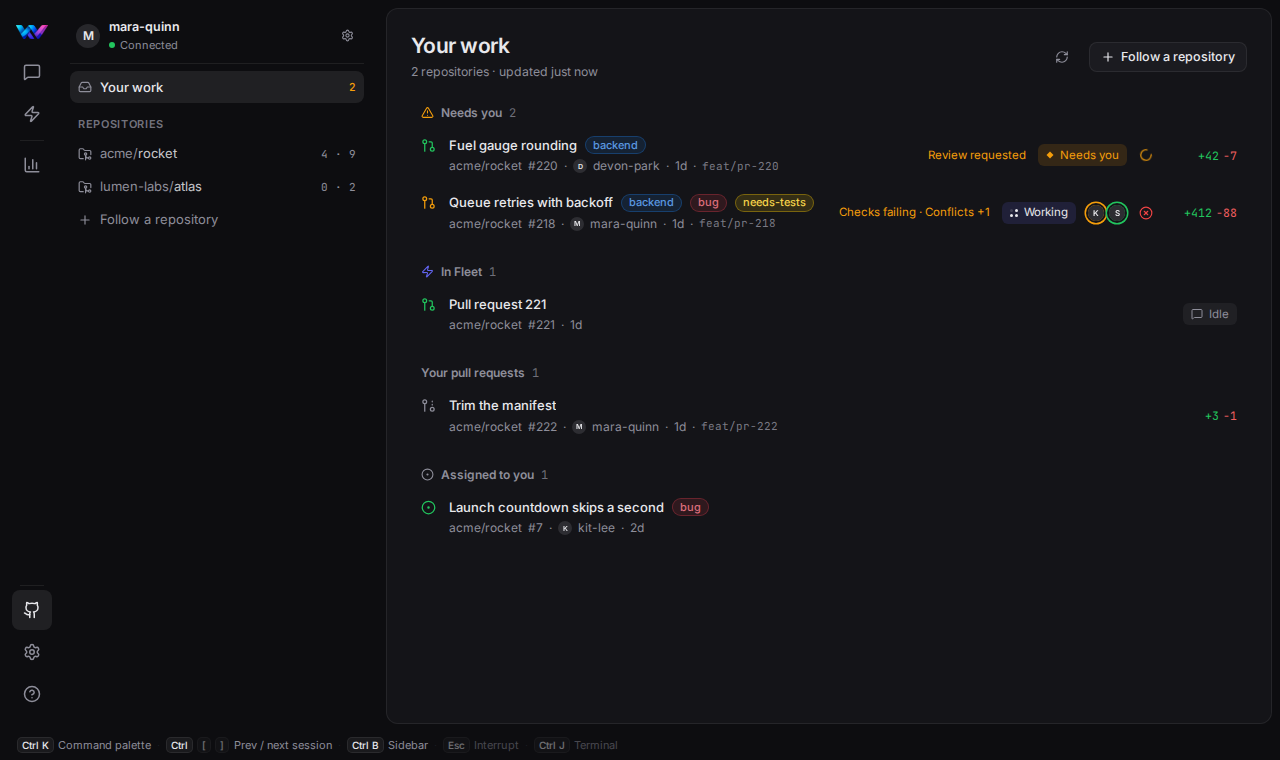 M
mara-quinn
Connected
Your work 2
REPOSITORIES
acme/rocket 4 · 9
lumen-labs/atlas 0 · 2
Follow a repository
Your work
2 repositories · updated just now
Follow a repository
Needs you 2
Fuel gauge rounding backend
acme/rocket #220 · D devon-park · 1d · feat/pr-220
Review requested Needs you +42 -7
Queue retries with backoff backend bug needs-tests
acme/rocket #218 · M mara-quinn · 1d · feat/pr-218
Checks failing · Conflicts +1 Working K S +412 -88
In Fleet 1
Pull request 221
acme/rocket #221 · 1d
Idle
Your pull requests 1
Trim the manifest
acme/rocket #222 · M mara-quinn · 1d · feat/pr-222
+3 -1
Assigned to you 1
Launch countdown skips a second bug
acme/rocket #7 · K kit-lee · 2d
Ctrl K Command palette Ctrl [ ] Prev / next session Ctrl B Sidebar Esc Interrupt Ctrl J Terminal